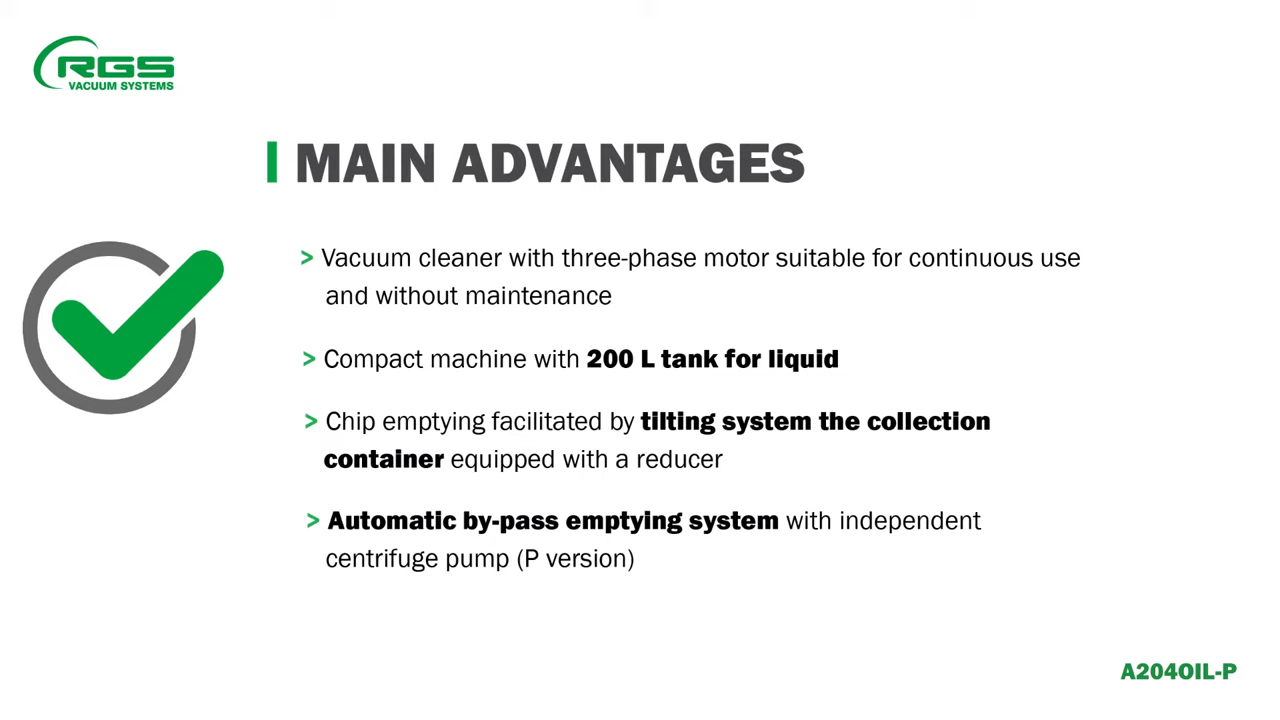 RGS
VACUUM SYSTEMS
MAIN ADVANTAGES
> Vacuum cleaner with three-phase motor suitable for continuous use
and without maintenance
> Compact machine with 200 L tank for liquid
> Chip emptying facilitated by tilting system the collection
container equipped with a reducer
> Automatic by-pass emptying system with independent
centrifuge pump (P version)
A204OIL-P